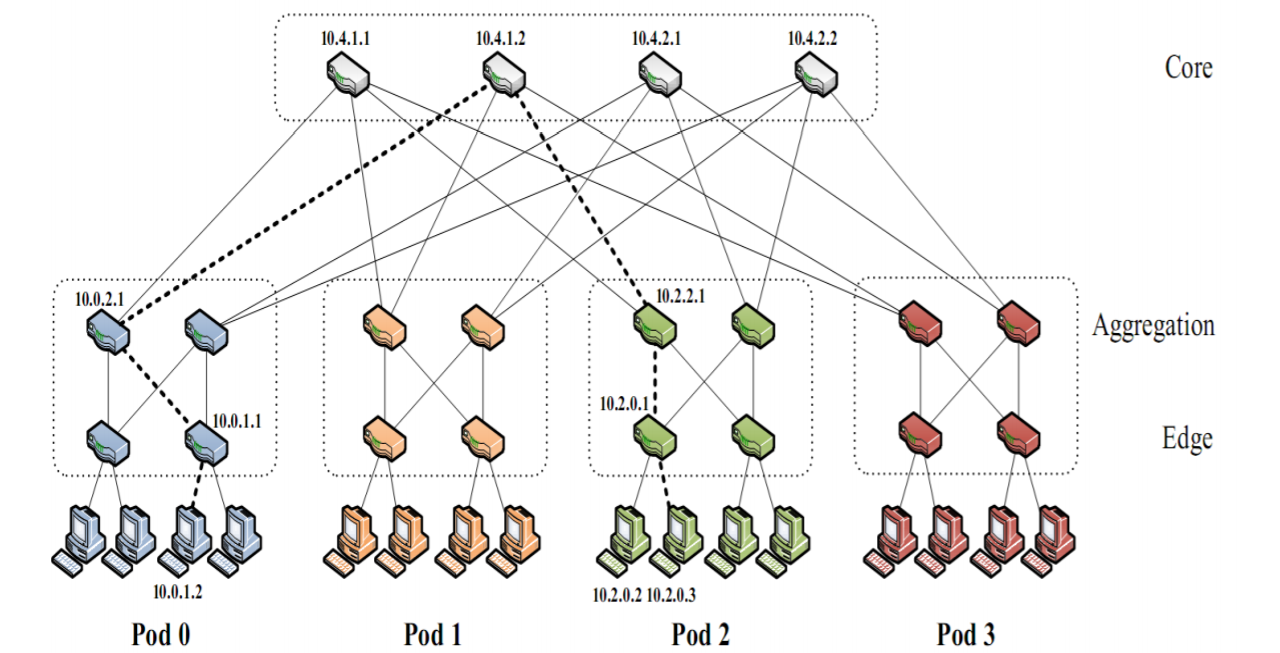 10.4.1.1 10.4.1.2 10.4.2.1 10.4.2.2
Core
10.0.2.1 10.2.2.1
Aggregation
10.2.0.1
10.0.1.1
Edge
10.0.1.2 10.2.0.2 10.2.0.3
Pod 0 Pod 1 Pod 2 Pod 3